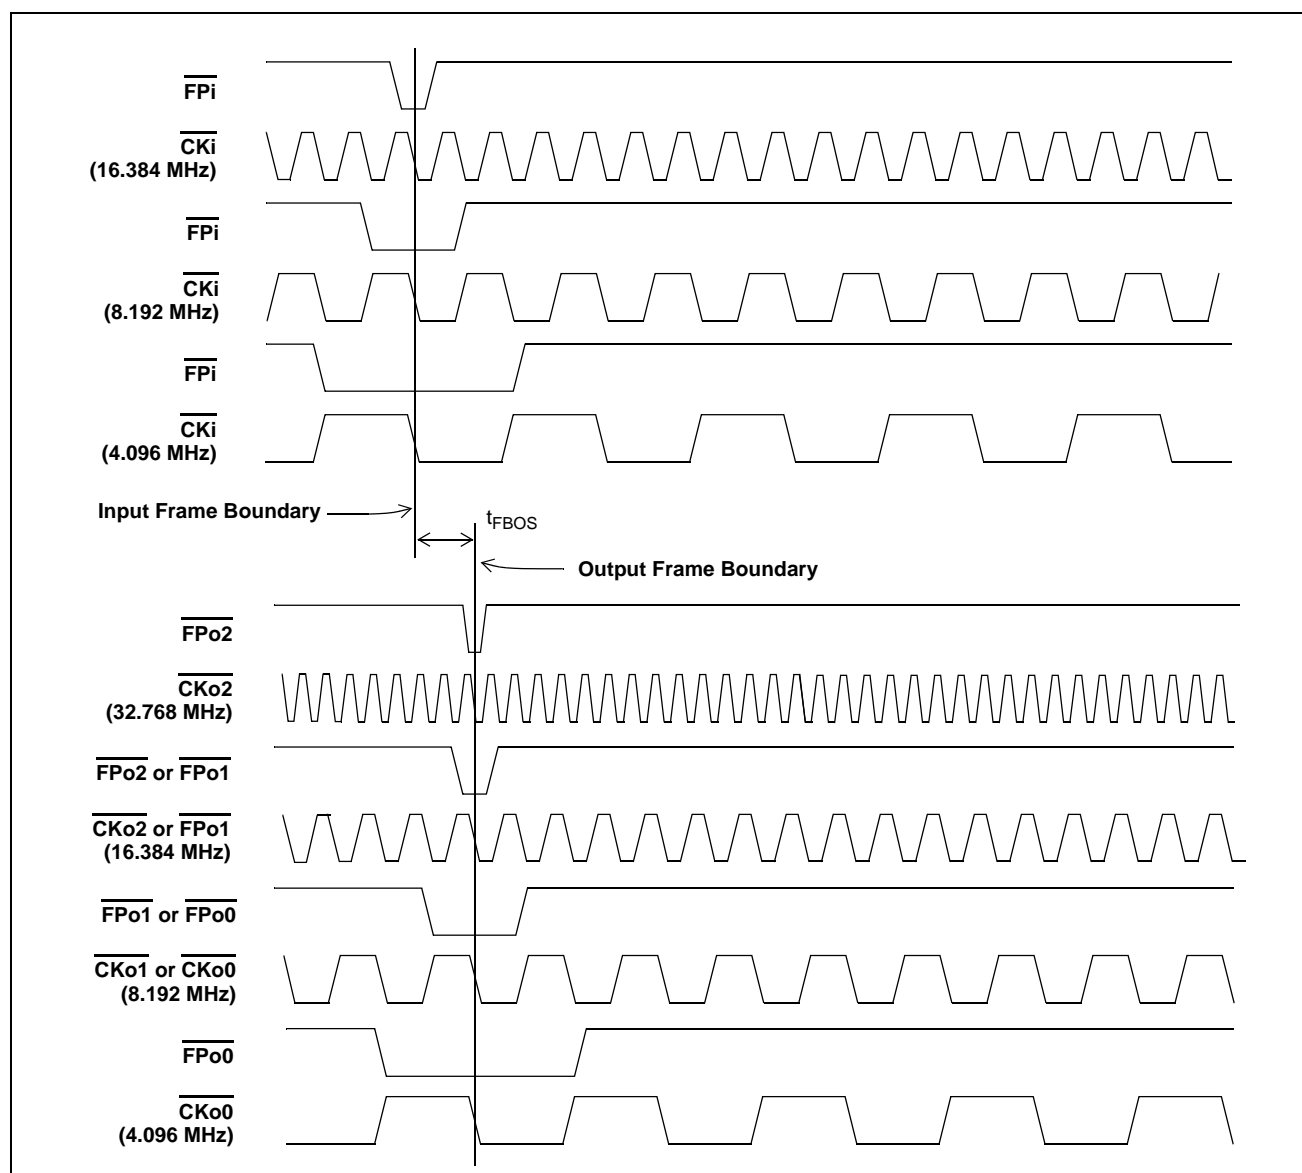 FPi
CKi
(16.384 MHz)
FPi
CKi
(8.192 MHz)
FPi
CKi
(4.096 MHz)
Input Frame Boundary
tFBOS
Output Frame Boundary
FPo2
CKo2
(32.768 MHz)
FPo2 or FPo1
CKo2 or FPo1
(16.384 MHz)
FPo1 or FPo0
CKo1 or CKo0
(8.192 MHz)
FPo0
CKo0
(4.096 MHz)